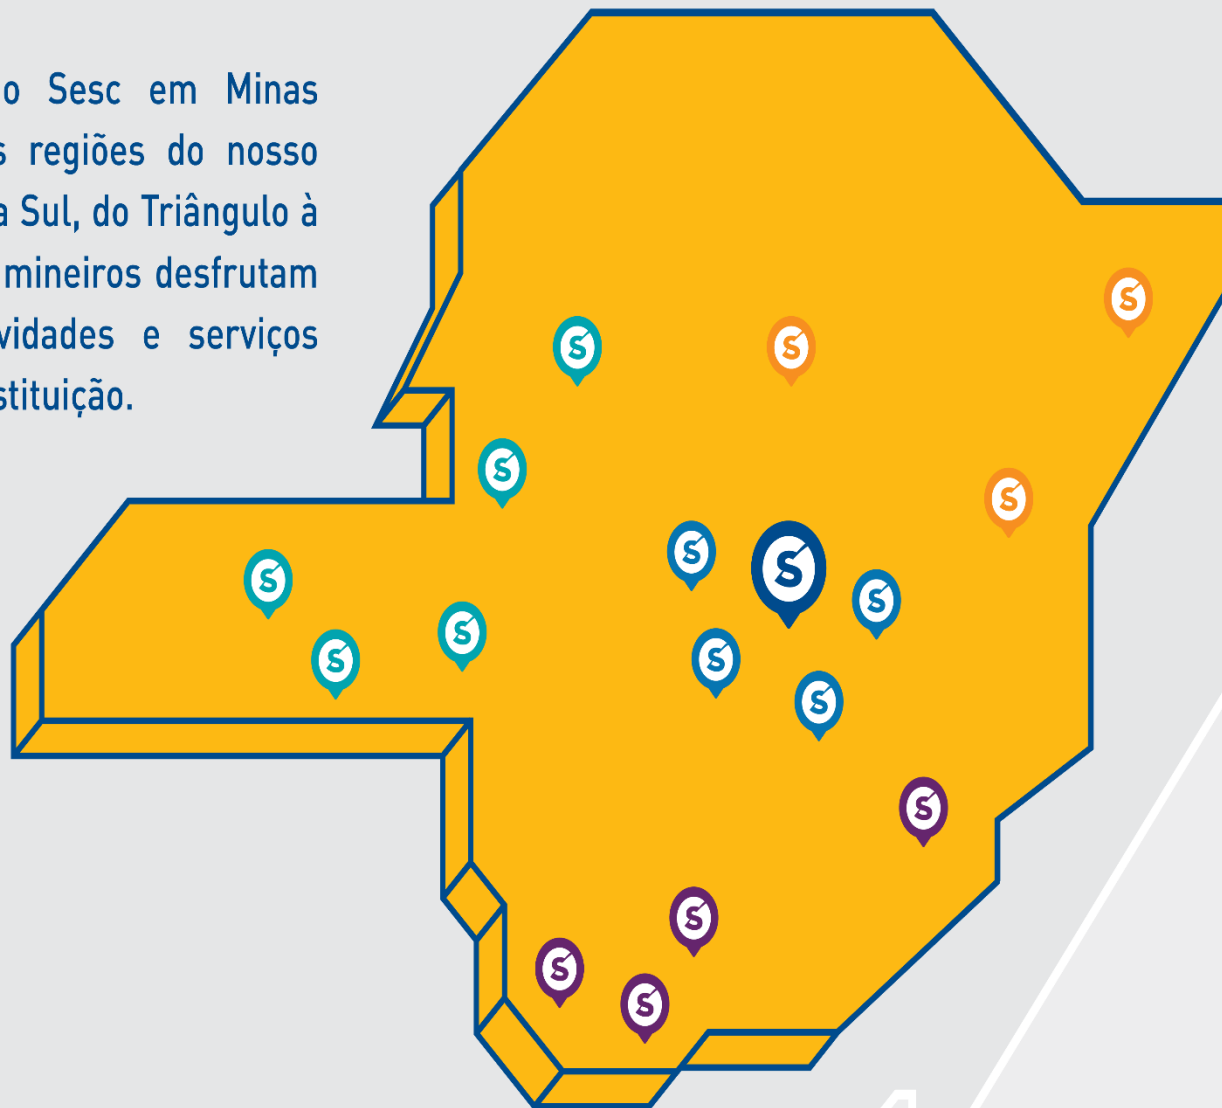 o Sesc em Minas
s regiões do nosso
a Sul, do Triângulo à
mineiros desfrutam
vidades e serviços
stituição.